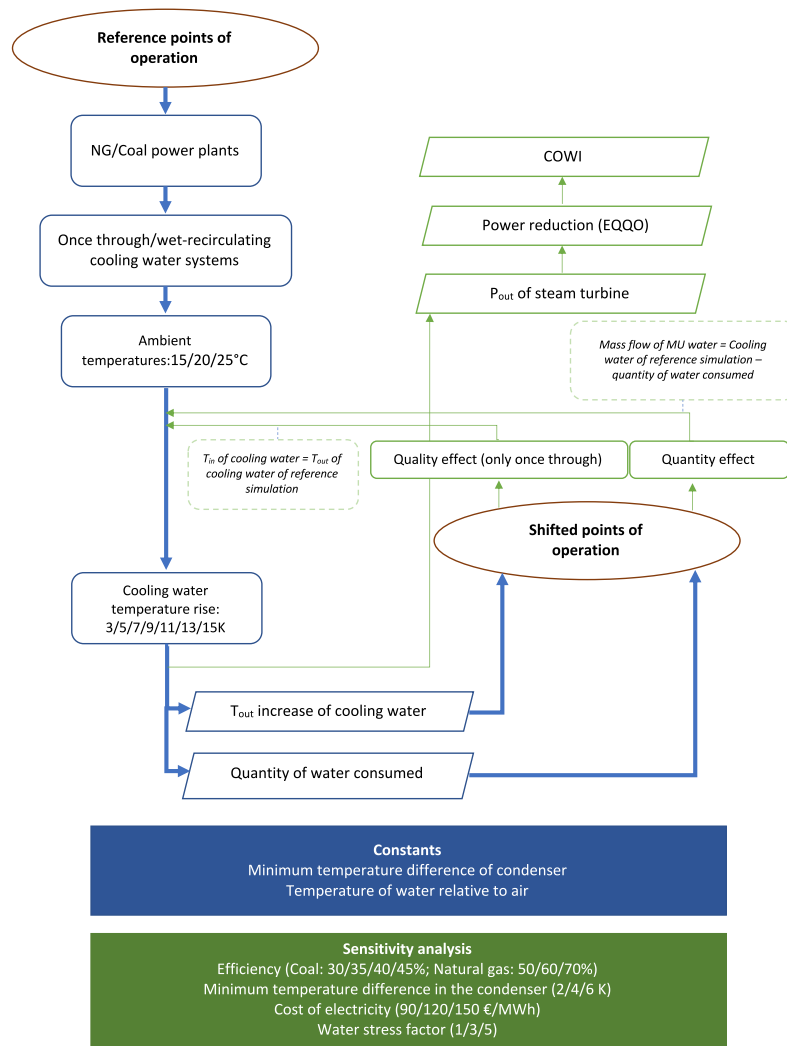 Reference points of
operation
NG/Coal power plants
Once through/wet-recirculating
cooling water systems
Ambient
temperatures:15/20/25°C
COWI
Power reduction (EQQO)
Pout of steam turbine
Mass flow of MU water = Cooling
water of reference simulation –
quantity of water consumed
Tin of cooling water = Tout of
cooling water of reference
simulation
Quality effect (only once through)
Quantity effect
Shifted points of
operation
Cooling water
temperature rise:
3/5/7/9/11/13/15K
Tout increase of cooling water
Quantity of water consumed
Constants
Minimum temperature difference of condenser
Temperature of water relative to air
Sensitivity analysis
Efficiency (Coal: 30/35/40/45%; Natural gas: 50/60/70%)
Minimum temperature difference in the condenser (2/4/6 K)
Cost of electricity (90/120/150 €/MWh)
Water stress factor (1/3/5)